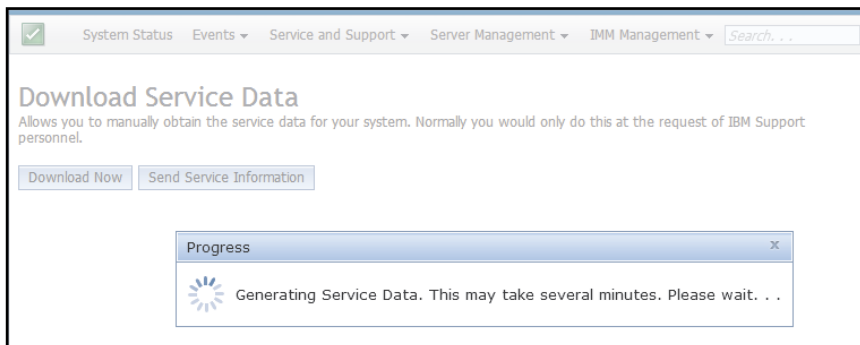 System Status Events Service and Support Server Management IMM Management Search. . .
Download Service Data
Allows you to manually obtain the service data for your system. Normally you would only do this at the request of IBM Support
personnel.
Download Now Send Service Information
Progress x
Generating Service Data. This may take several minutes. Please wait. . .